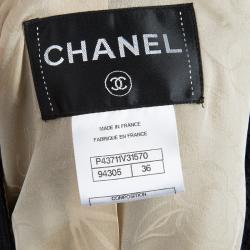 CHANEL
MADE IN FRANCE
FABRIQUE EN FRANCE
P43711V31570
94305 36
COMPOSITION